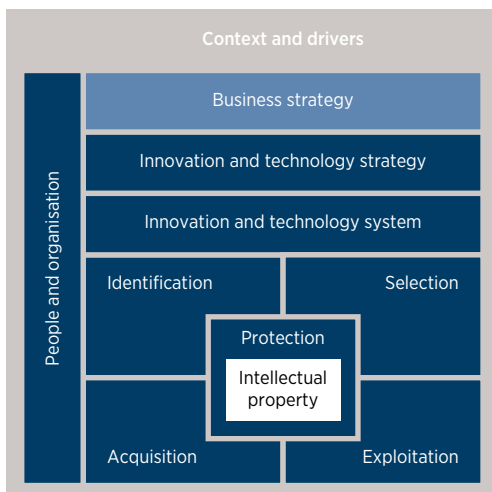 Context and drivers
People and organisation
Business strategy
Innovation and technology strategy
Innovation and technology system
Identification
Selection
Protection
Intellectual
property
Acquisition
Exploitation